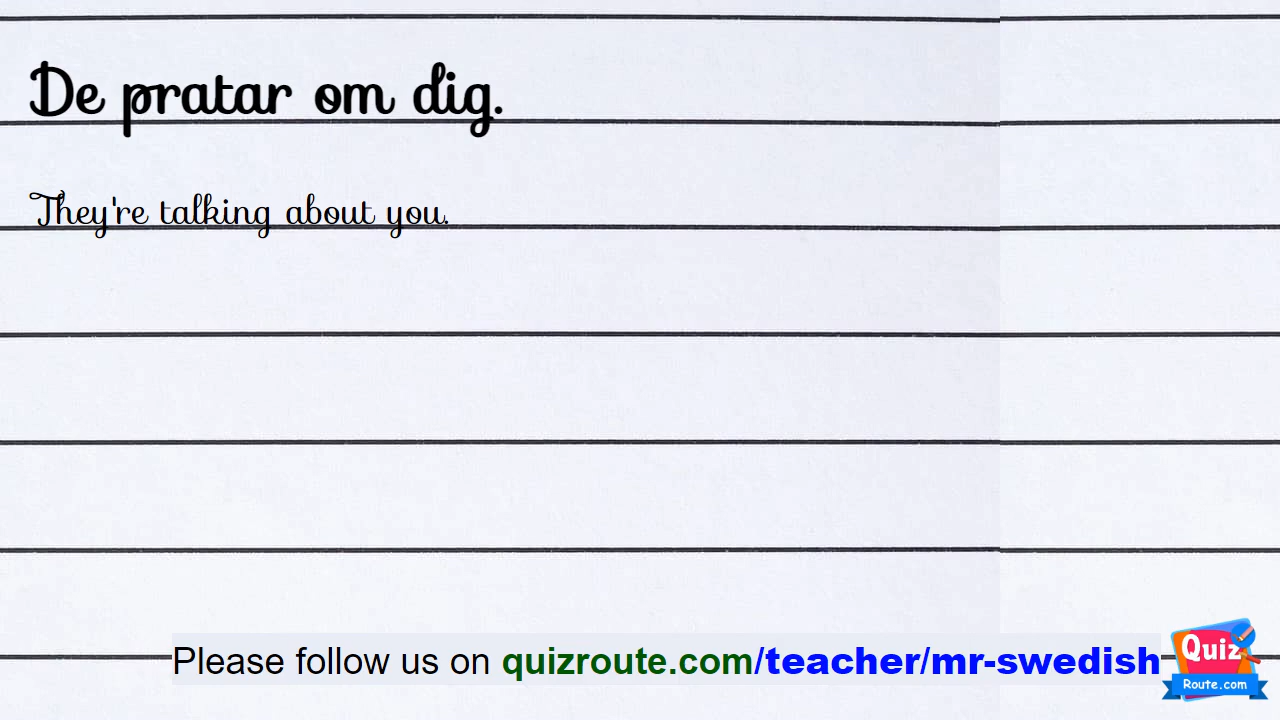 De pratar om dig.
They're talking about you.
Please follow us on quizroute.com/teacher/mr-swedish
Quiz
Route.com